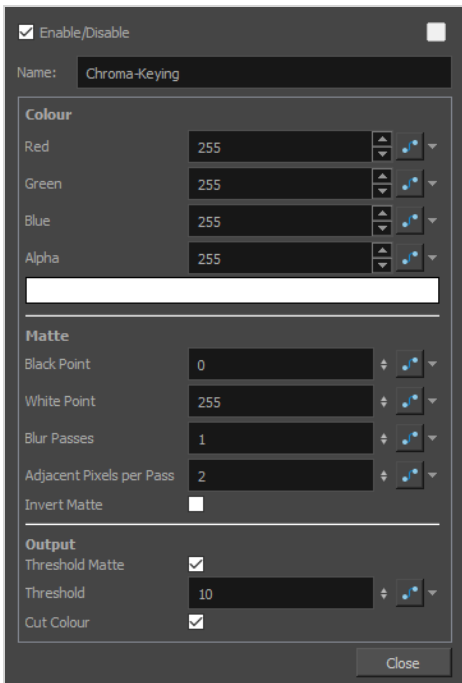 Enable/Disable
Name: Chroma-Keying
Colour
Red 255
Green 255
Blue 255
Alpha 255
Matte
Black Point 0
White Point 255
Blur Passes 1
Adjacent Pixels per Pass 2
Invert Matte
Output
Threshold Matte
Threshold 10
Cut Colour
Close